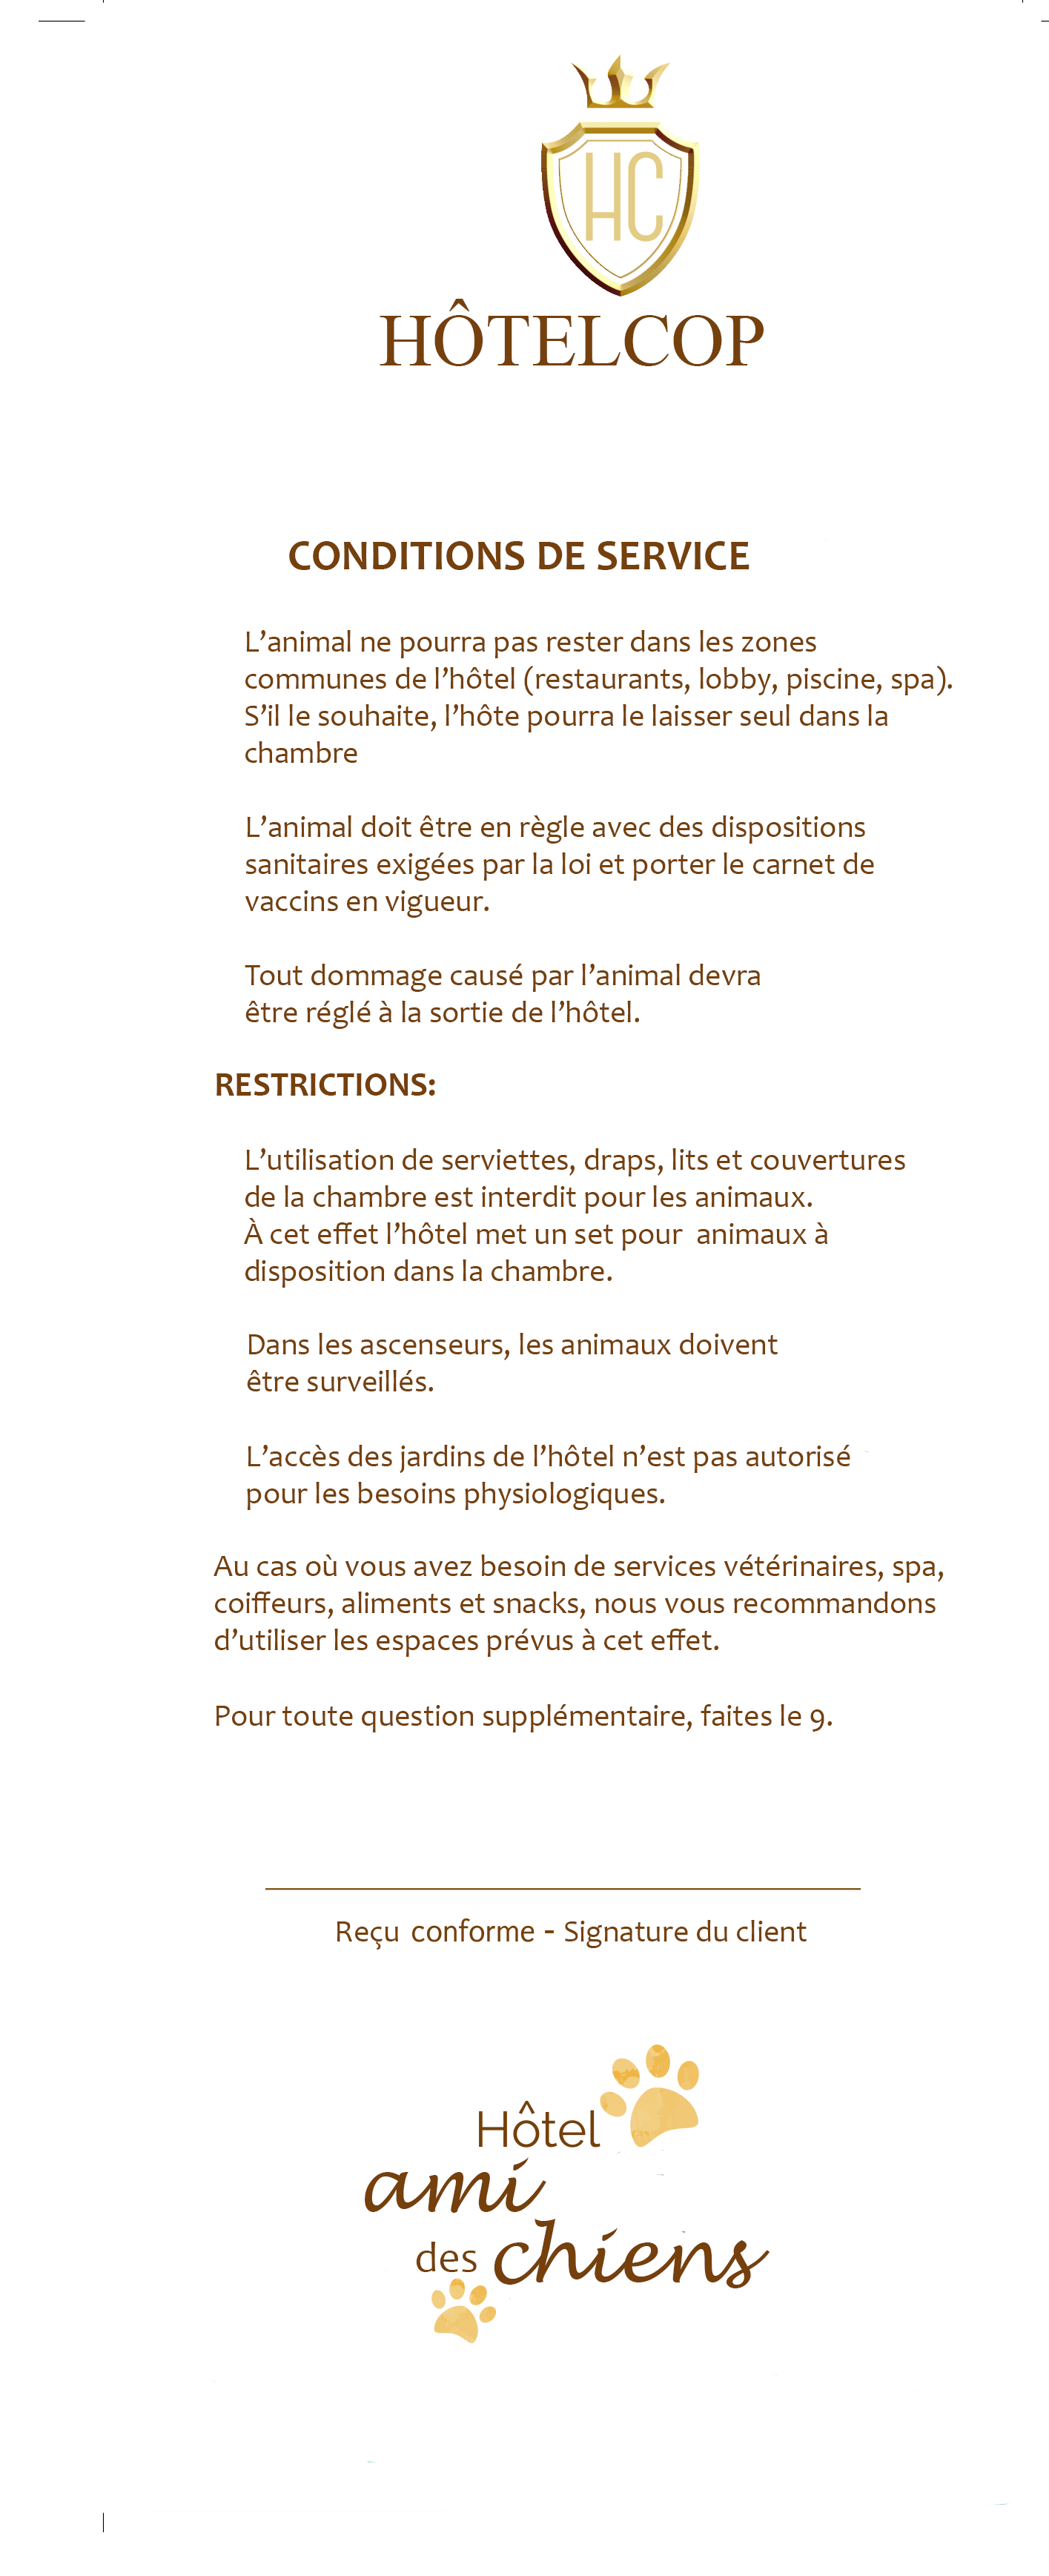 HC
HÔTELCOP
CONDITIONS DE SERVICE
L’animal ne pourra pas rester dans les zones
communes de l’hôtel (restaurants, lobby, piscine, spa).
S’il le souhaite, l’hôte pourra le laisser seul dans la
chambre
L’animal doit être en règle avec des dispositions
sanitaires exigées par la loi et porter le carnet de
vaccins en vigueur.
Tout dommage causé par l’animal devra
être réglé à la sortie de l’hôtel.
RESTRICTIONS:
L’utilisation de serviettes, draps, lits et couvertures
de la chambre est interdit pour les animaux.
À cet effet l’hôtel met un set pour  animaux à
disposition dans la chambre.
Dans les ascenseurs, les animaux doivent
être surveillés.
L’accès des jardins de l’hôtel n’est pas autorisé
pour les besoins physiologiques.
Au cas où vous avez besoin de services vétérinaires, spa,
coiffeurs, aliments et snacks, nous vous recommandons
d’utiliser les espaces prévus à cet effet.
Pour toute question supplémentaire, faites le 9.
Reçu conforme - Signature du client
Hôtel
ami
des chiens